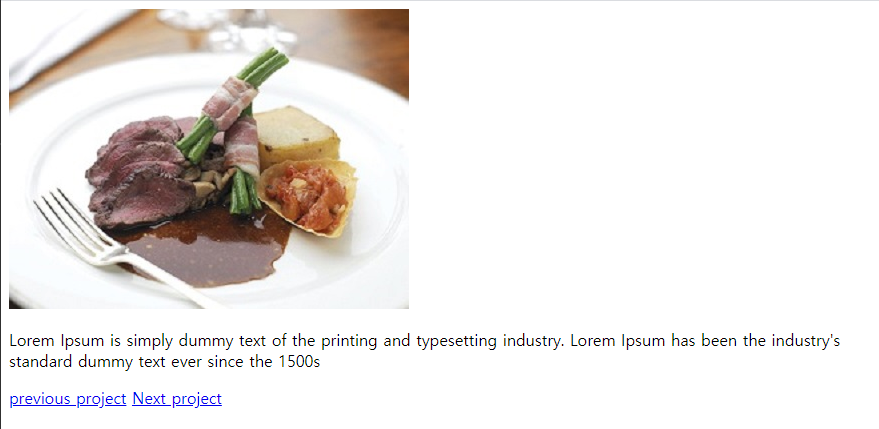 Lorem Ipsum is simply dummy text of the printing and typesetting industry. Lorem Ipsum has been the industry's
standard dummy text ever since the 1500s
previous project Next project